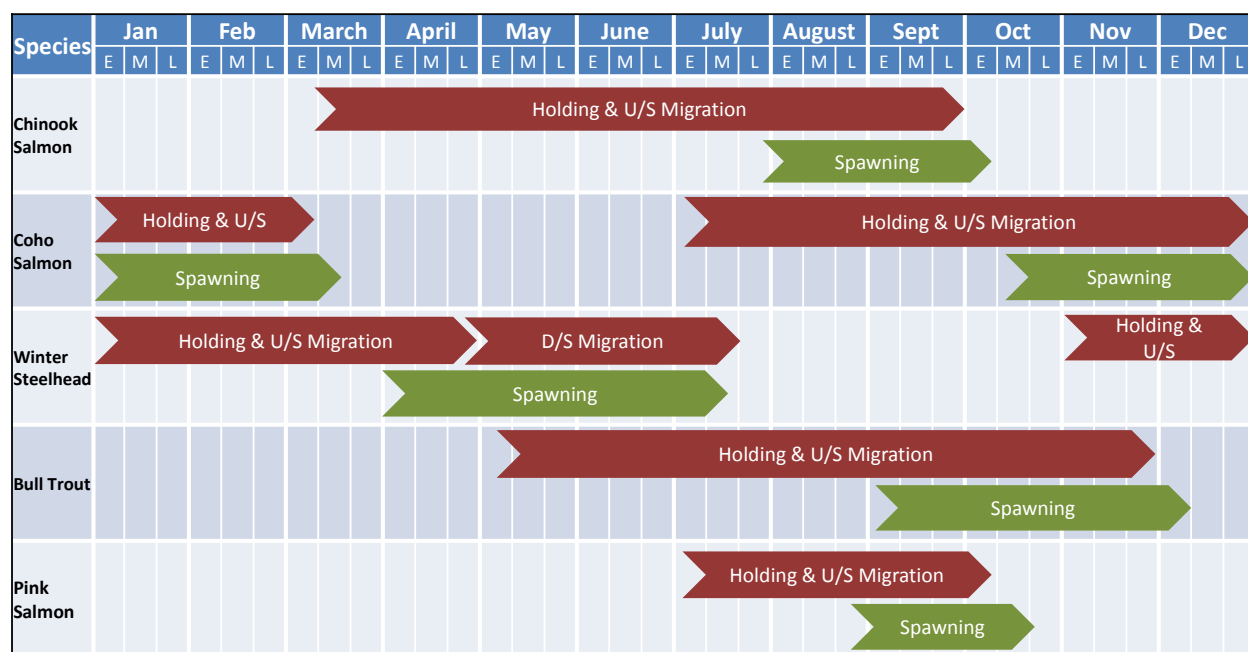 Species Jan Feb March April May June July August Sept Oct Nov Dec
E M L E M L E M L E M L E M L E M L E M L E M L E M L E M L E M L E M L
Chinook
Salmon
Holding & U/S Migration
Spawning
Coho
Salmon
Holding & U/S
Holding & U/S Migration
Spawning
Spawning
Winter
Steelhead
Holding & U/S Migration
D/S Migration
Holding &
U/S
Spawning
Bull Trout
Holding & U/S Migration
Spawning
Pink
Salmon
Holding & U/S Migration
Spawning